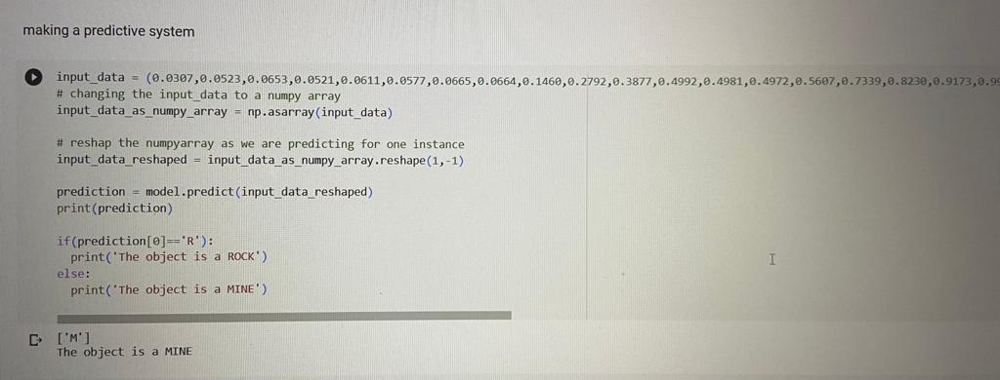 making a predictive system
input_data = (0.0307,0.0523,0.0653,0.0521,0.0611,0.0577,0.0665,0.0664,0.1460,0.2792,0.3877,0.4992,0.4981,0.4972,0.5607,0.7339,0.8230,0.9173,0.99
# changing the input_data to a numpy array
input_data_as_numpy_array = np.asarray(input_data)
# reshap the numpyarray as we are predicting for one instance
input_data_reshaped = input_data_as_numpy_array.reshape(1,-1)
prediction = model.predict(input_data_reshaped)
print(prediction)
if(prediction[0]=='R'):
print('The object is a ROCK')
else:
print('The object is a MINE')
['M']
The object is a MINE